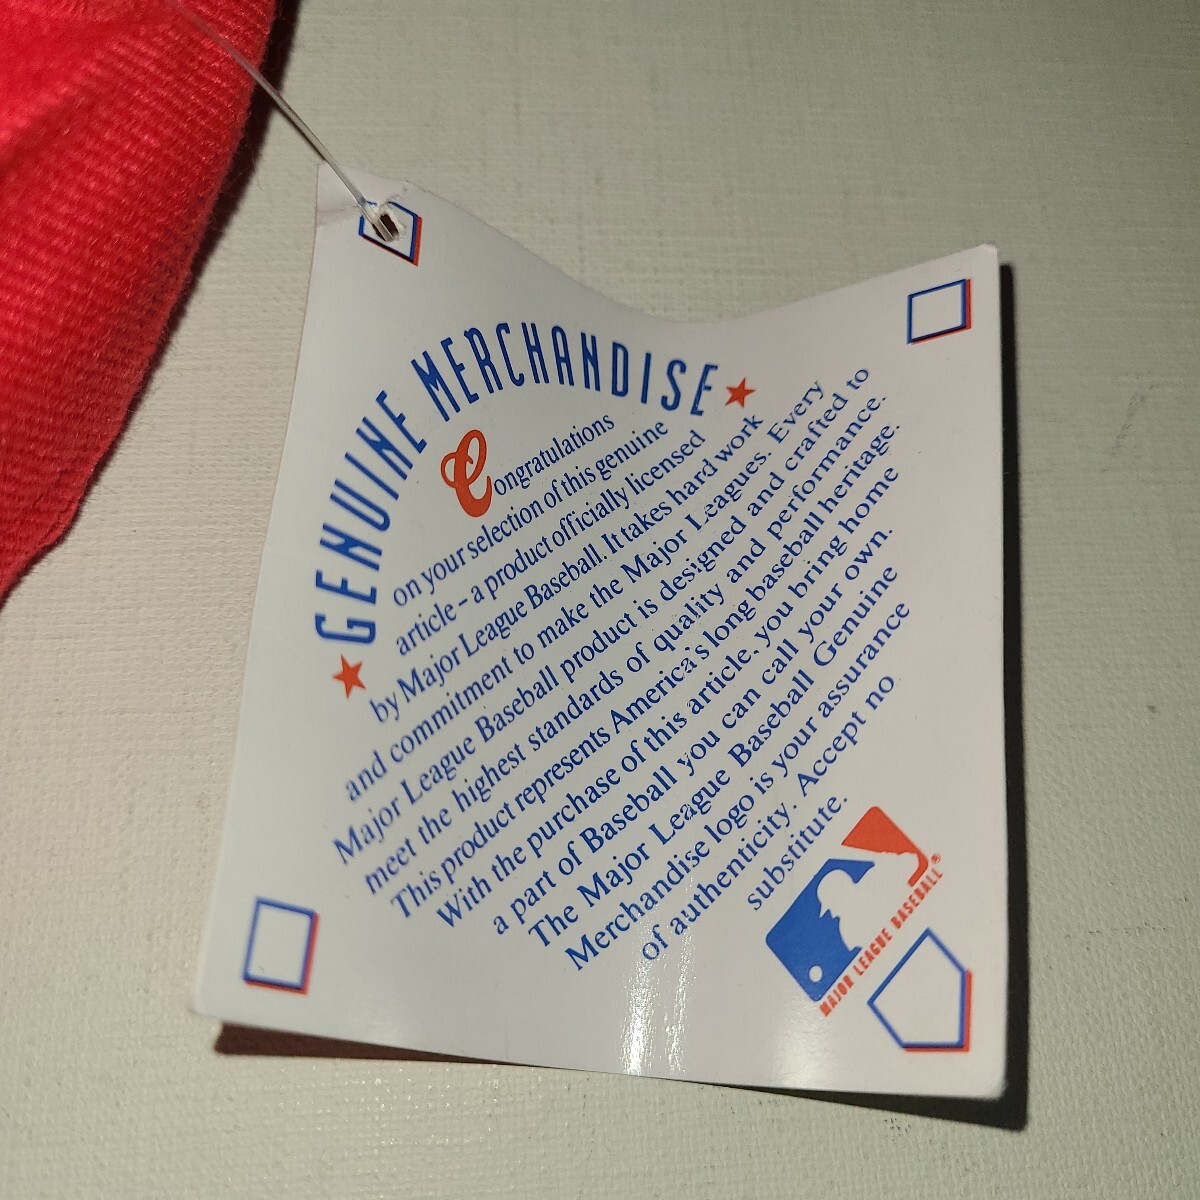 GENUINE MERCHANDISE
Congratulations
on your selection of this genuine
article – a product officially licensed
by Major League Baseball. It takes hard work
and commitment to make the Major Leagues. Every
Major League Baseball product is designed and crafted to
meet the highest standards of quality and performance.
This product represents America's long baseball heritage.
With the purchase of this article, you bring home
a part of Baseball you can call your own.
The Major League Baseball Genuine
Merchandise logo is your assurance
of authenticity. Accept no
substitute.
MAJOR LEAGUE BASEBALL®